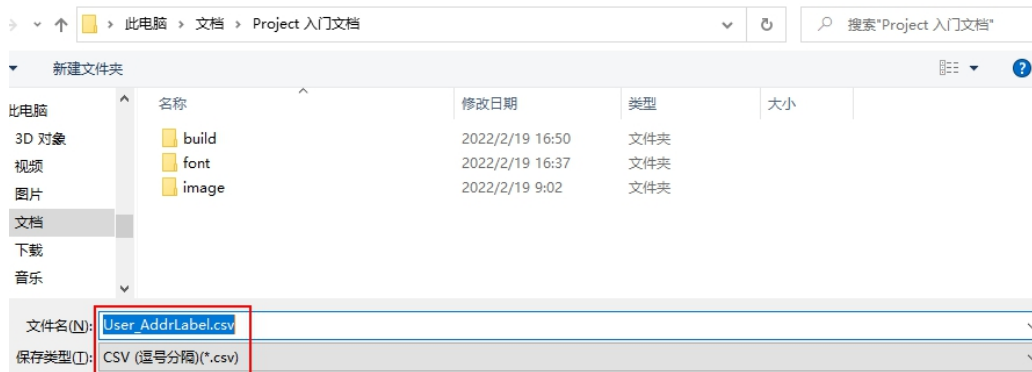 此电脑 › 文档 › Project 入门文档 搜索"Project 入门文档"
新建文件夹
名称 修改日期 类型 大小
此电脑
3D 对象
视频
图片
文档
下载
音乐
build 2022/2/19 16:50 文件夹
font 2022/2/19 16:37 文件夹
image 2022/2/19 9:02 文件夹
文件名(N): User_AddrLabel.csv
保存类型(T): CSV (逗号分隔)(*.csv)